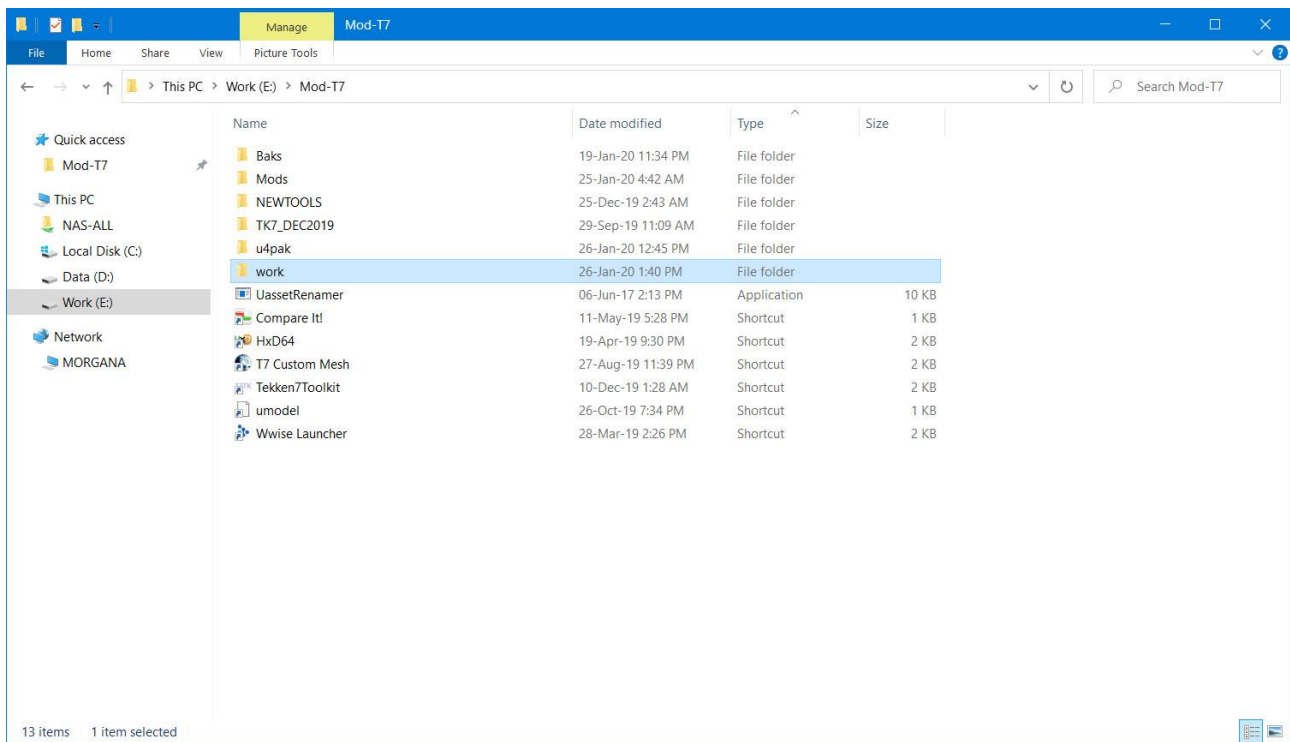 Manage Mod-T7
File Home Share View Picture Tools
This PC > Work (E:) > Mod-T7 Search Mod-T7
Name Date modified Type Size
Quick access
Mod-T7
This PC
NAS-ALL
Local Disk (C:)
Data (D:)
Work (E:)
Network
MORGANA
Baks 19-Jan-20 11:34 PM File folder
Mods 25-Jan-20 4:42 AM File folder
NEWTOOLS 25-Dec-19 2:43 AM File folder
TK7_DEC2019 29-Sep-19 11:09 AM File folder
u4pak 26-Jan-20 12:45 PM File folder
work 26-Jan-20 1:40 PM File folder
UassetRenamer 06-Jun-17 2:13 PM Application 10 KB
Compare It! 11-May-19 5:28 PM Shortcut 1 KB
HxD64 19-Apr-19 9:30 PM Shortcut 2 KB
T7 Custom Mesh 27-Aug-19 11:39 PM Shortcut 2 KB
Tekken7Toolkit 10-Dec-19 1:28 AM Shortcut 2 KB
umodel 26-Oct-19 7:34 PM Shortcut 1 KB
Wwise Launcher 28-Mar-19 2:26 PM Shortcut 2 KB
13 items 1 item selected